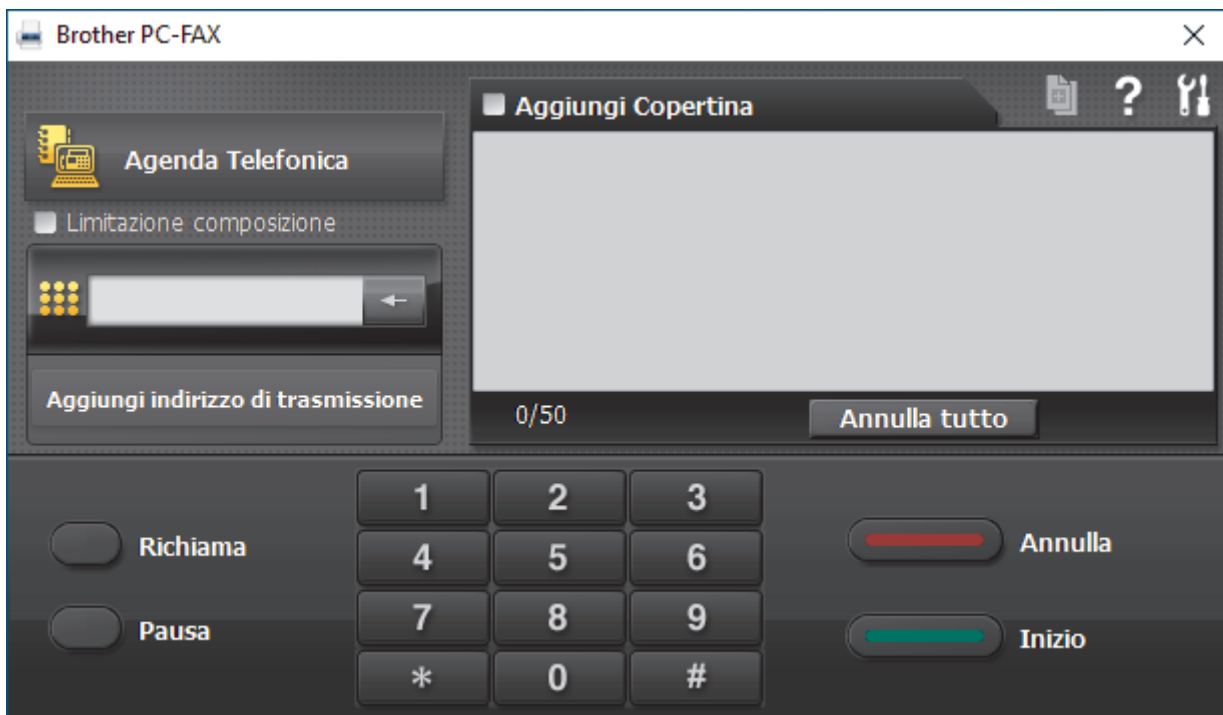 Brother PC-FAX
Aggiungi Copertina
?
Agenda Telefonica
Limitazione composizione
Aggiungi indirizzo di trasmissione
0/50
Annulla tutto
Richiama
Pausa
1 2 3
4 5 6
7 8 9
* 0 #
Annulla
Inizio